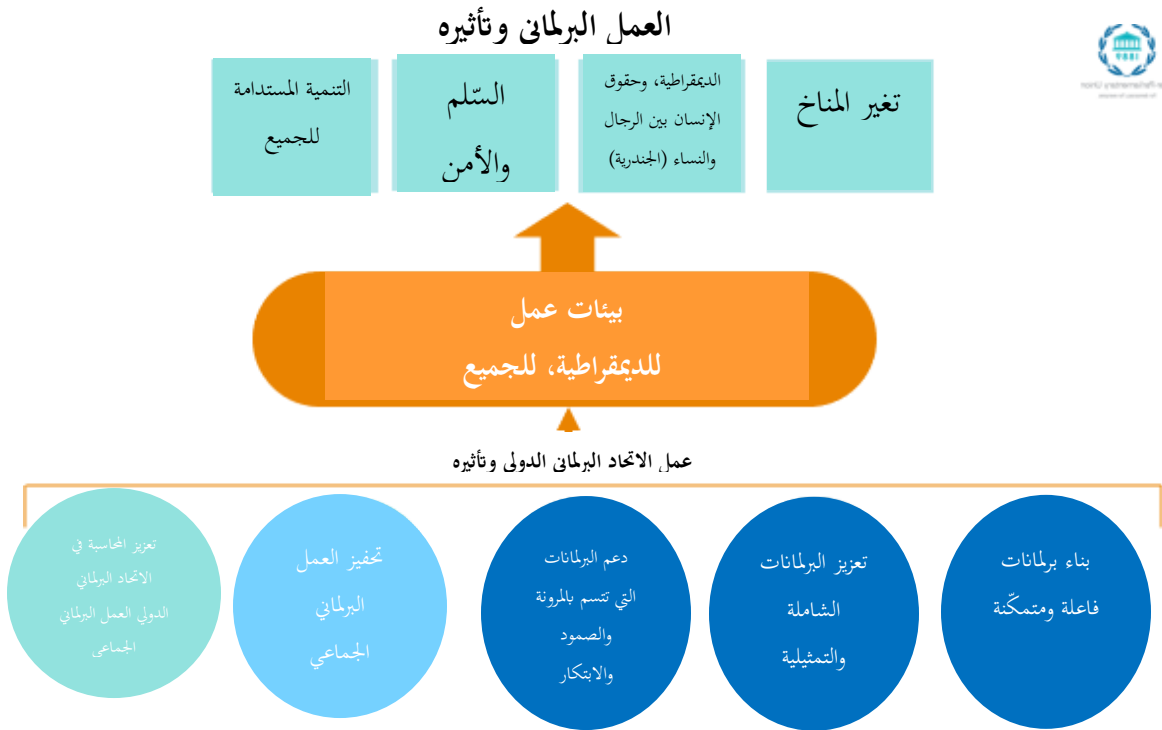 العمل البرلماني وتأثيره
تغير المناخ
الديمقراطية، وحقوق
الإنسان بين الرجال
والنساء (الجندرية)
السّلم
والأمن
التنمية المستدامة
للجميع
بيئات عمل
للديمقراطية، للجميع
عمل الاتحاد البرلماني الدولي وتأثيره
بناء برلمانات
فاعلة ومتمكّنة
تعزيز البرلمانات
الشاملة
والتمثيلية
دعم البرلمانات
التي تتسم بالمرونة
والصمود
والابتكار
تحفيز العمل
البرلماني
الجماعي
تعزيز المحاسبة في
الاتحاد البرلماني
الدولي العمل البرلماني
الجماعي